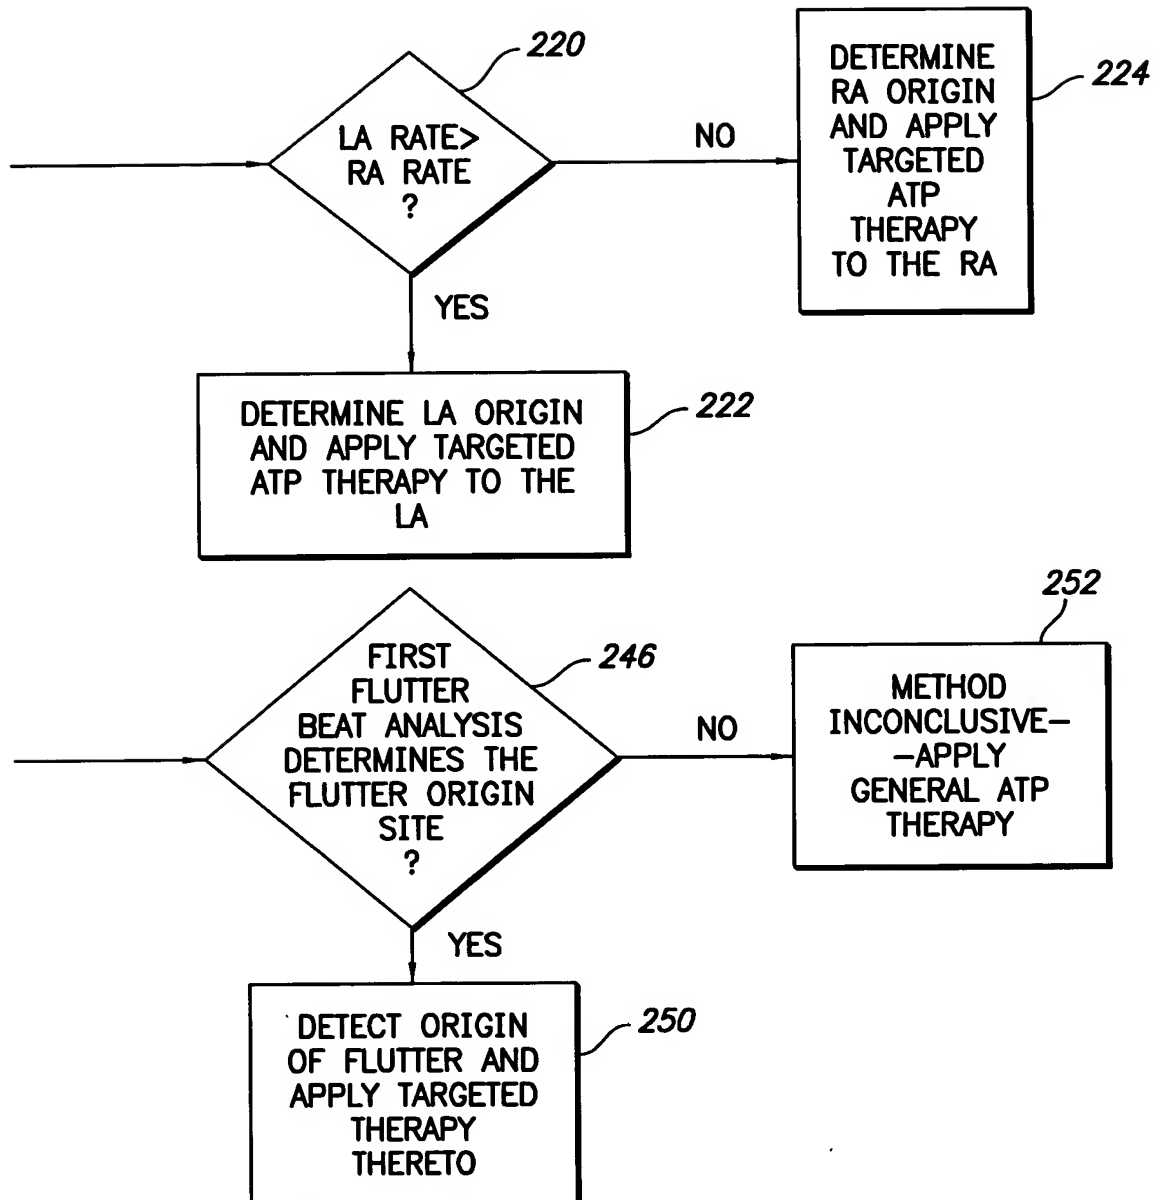 220
LA RATE>
RA RATE
?
NO
DETERMINE
RA ORIGIN
AND APPLY
TARGETED
ATP
THERAPY
TO THE RA
224
YES
DETERMINE LA ORIGIN
AND APPLY TARGETED
ATP THERAPY TO THE
LA
222
FIRST
FLUTTER
BEAT ANALYSIS
DETERMINES THE
FLUTTER ORIGIN
SITE
?
246
NO
252
METHOD
INCONCLUSIVE–
–APPLY
GENERAL ATP
THERAPY
YES
DETECT ORIGIN
OF FLUTTER AND
APPLY TARGETED
THERAPY
THERETO
250